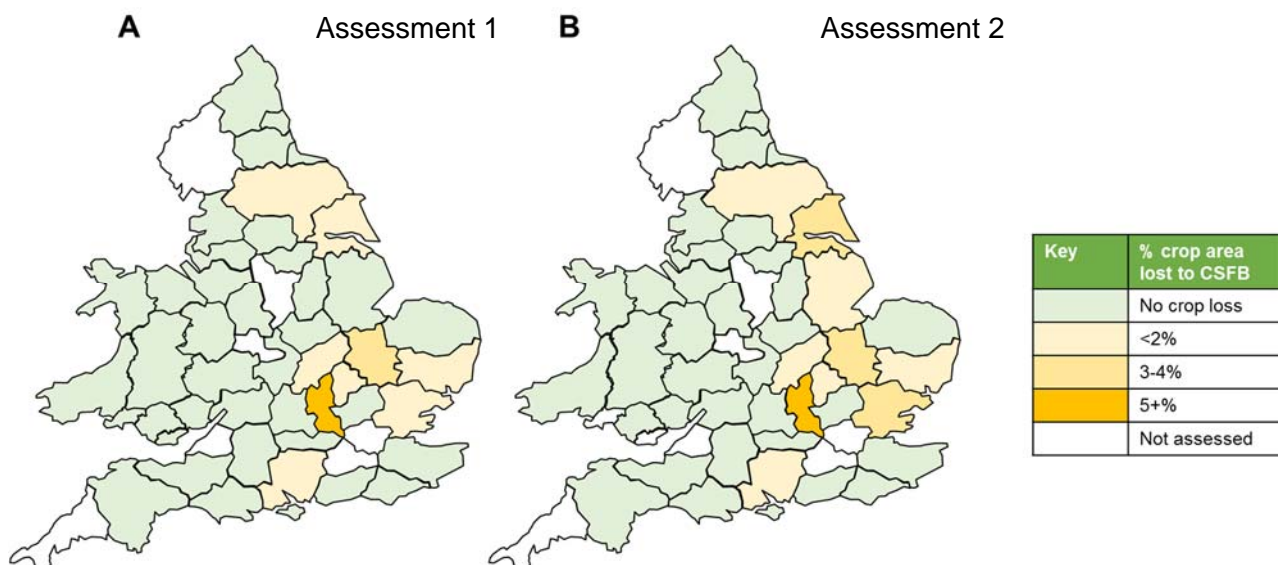 A
Assessment 1
B
Assessment 2
Key
% crop area
lost to CSFB
No crop loss
<2%
3-4%
5+%
Not assessed